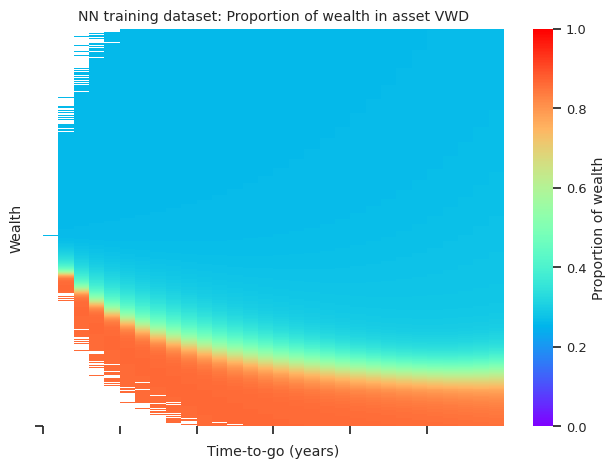 NN training dataset: Proportion of wealth in asset VWD
Wealth
Time-to-go (years)
1.0
0.8
0.6
0.4
0.2
0.0
Proportion of wealth